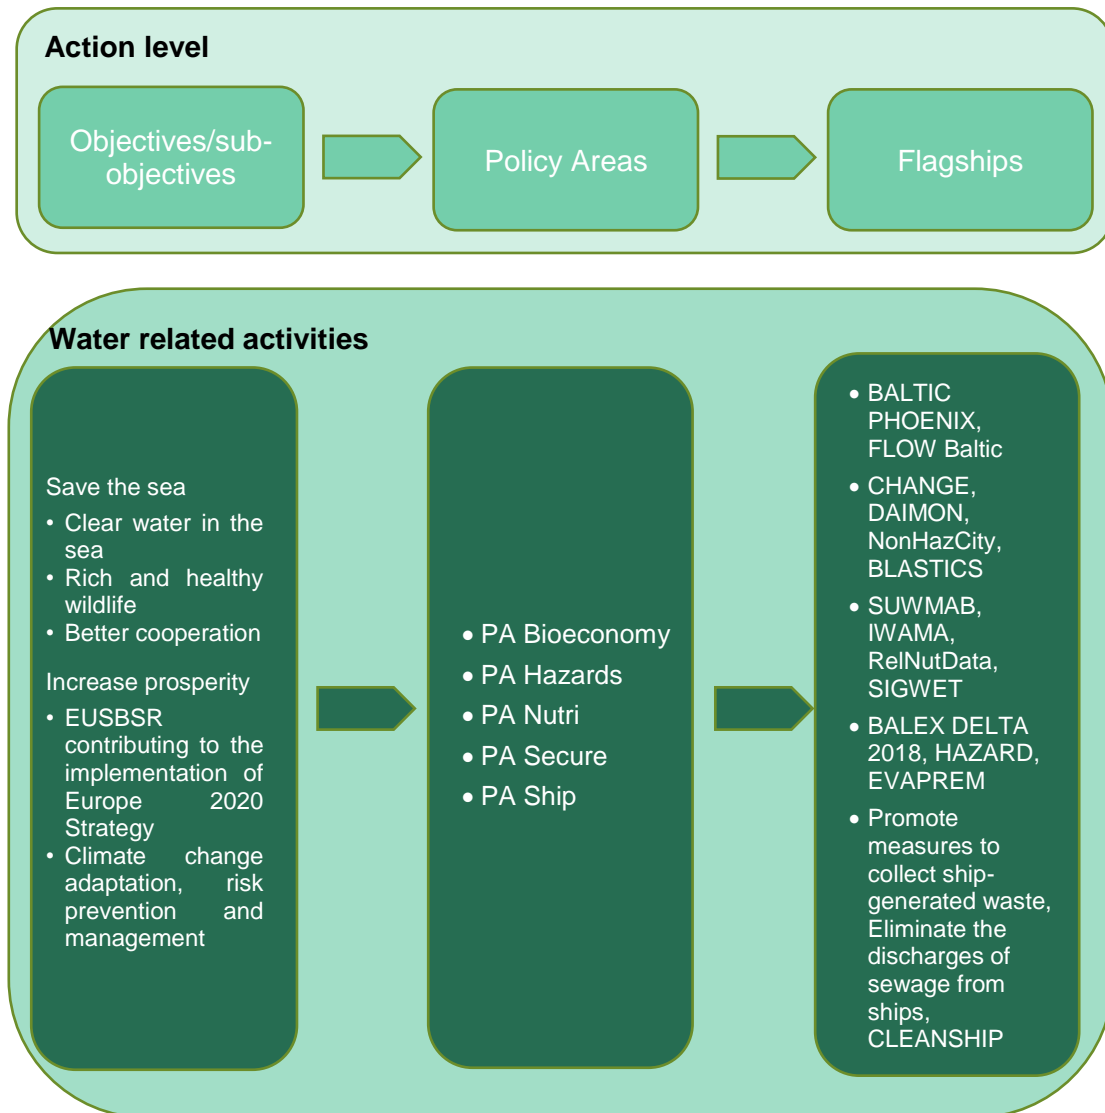 Action level
Objectives/sub-
objectives
Policy Areas
Flagships
Water related activities
Save the sea
• Clear water in the
sea
• Rich and healthy
wildlife
• Better cooperation
Increase prosperity
• EUSBSR
contributing to the
implementation of
Europe 2020
Strategy
• Climate change
adaptation, risk
prevention and
management
• PA Bioeconomy
• PA Hazards
• PA Nutri
• PA Secure
• PA Ship
• BALTIC
PHOENIX,
FLOW Baltic
• CHANGE,
DAIMON,
NonHazCity,
BLASTICS
• SUWMAB,
IWAMA,
RelNutData,
SIGWET
• BALEX DELTA
2018, HAZARD,
EVAPREM
• Promote
measures to
collect ship-
generated waste,
Eliminate the
discharges of
sewage from
ships,
CLEANSHIP